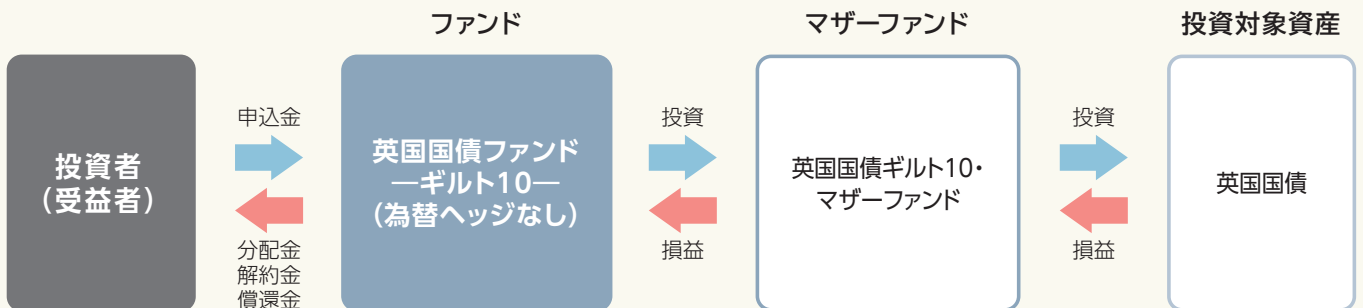 ファンド
マザーファンド
投資対象資産
投資者
(受益者)
申込金
分配金
解約金
償還金
英国国債ファンド
―ギルト10―
(為替ヘッジなし)
投資
損益
英国国債ギルト10・
マザーファンド
投資
損益
英国国債